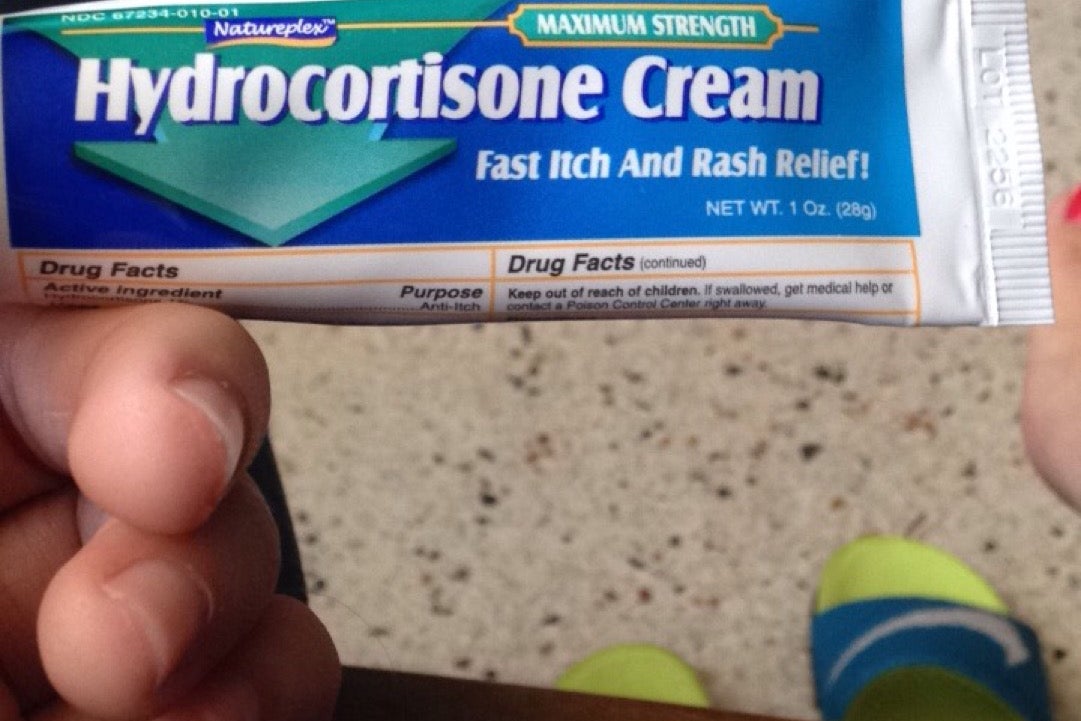 NDC 67234-010-01
Natureplex™
MAXIMUM STRENGTH
Hydrocortisone Cream
Fast Itch And Rash Relief!
NET WT. 1 Oz. (28g)
LOT 2256
Drug Facts
Active Ingredient Purpose
Anti-Itch
Drug Facts (continued)
Keep out of reach of children. If swallowed, get medical help or
contact a Poison Control Center right away.